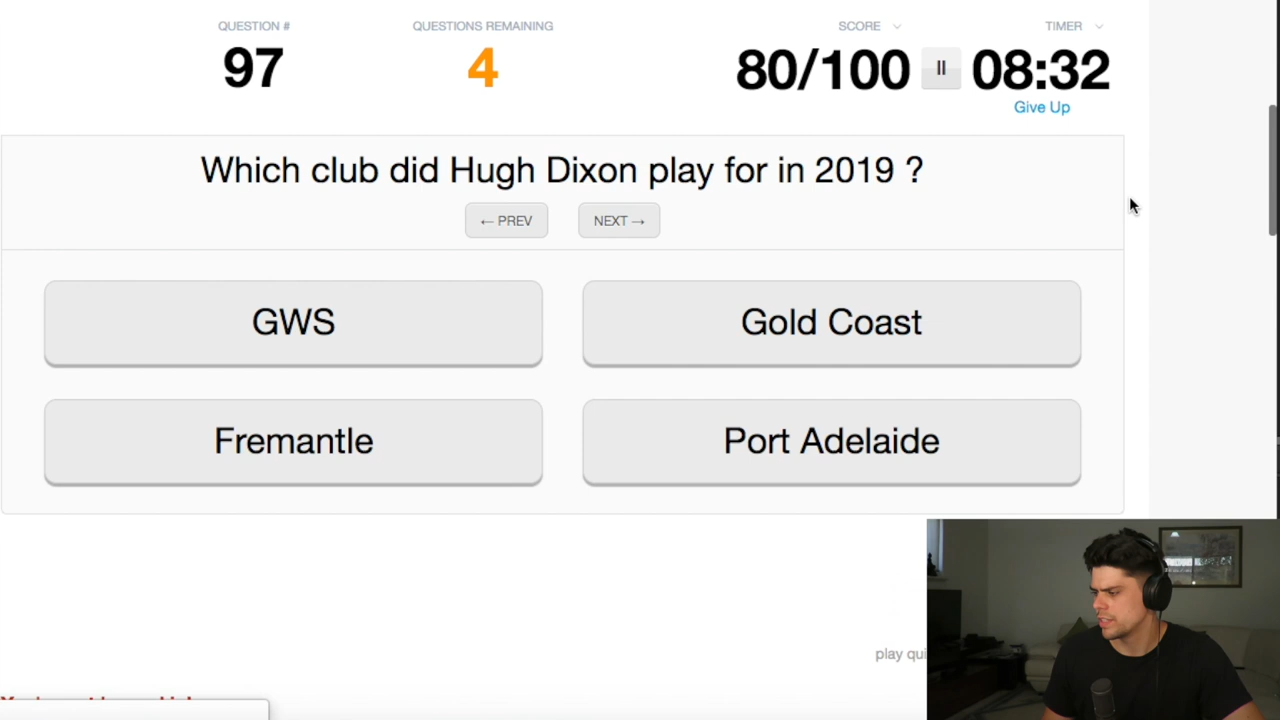 QUESTION #
QUESTIONS REMAINING
SCORE
TIMER
97
4
80/100
08:32
Give Up
Which club did Hugh Dixon play for in 2019 ?
← PREV
NEXT →
GWS
Gold Coast
Fremantle
Port Adelaide
play qui